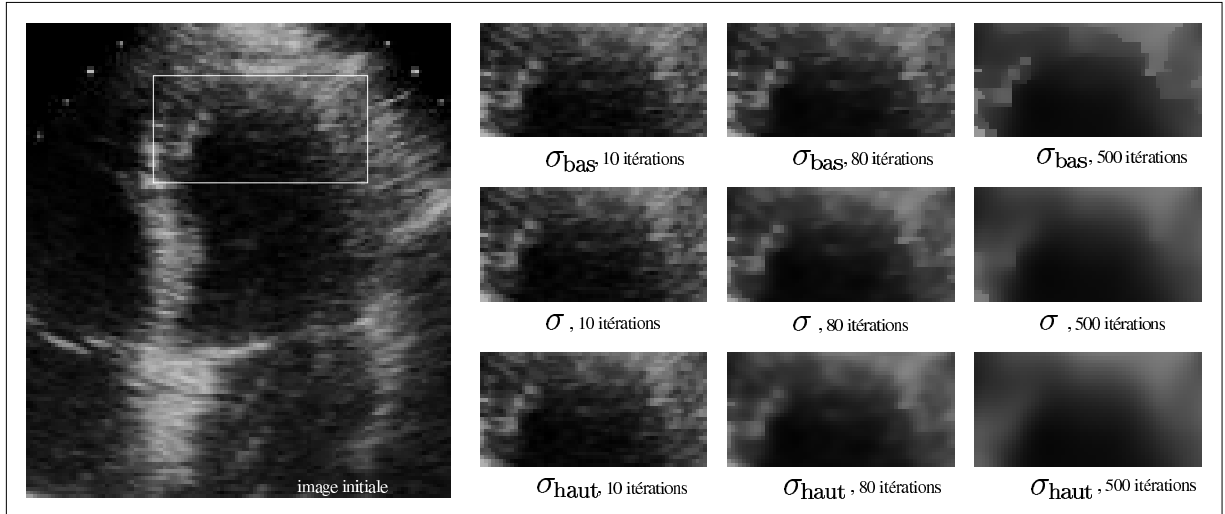 σbas, 10 itérations
σbas, 80 itérations
σbas, 500 itérations
σ , 10 itérations
σ , 80 itérations
σ , 500 itérations
σhaut, 10 itérations
σhaut , 80 itérations
σhaut , 500 itérations
image initiale